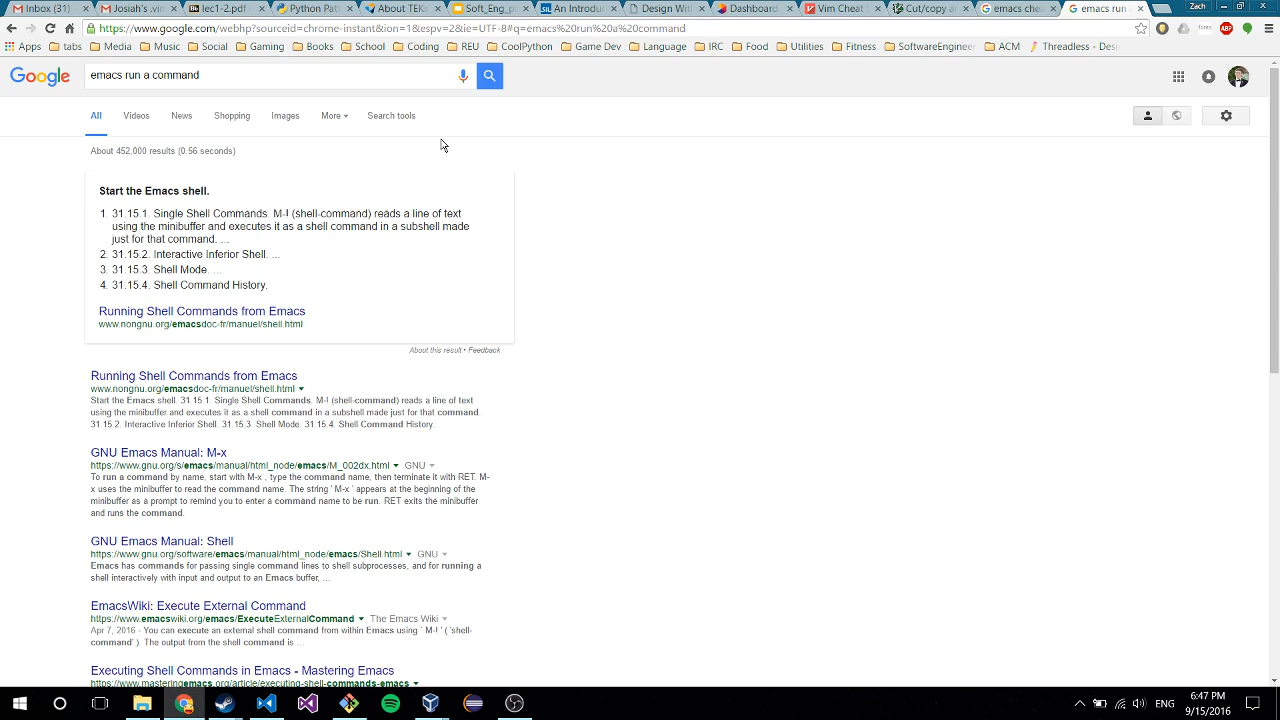 Inbox (31)
Josiah's .vim
lec1-2.pdf
Python Pat
About TEK
Soft_Eng_p
An Introdu
Design Wit
Dashboard
Vim Cheat
Cut/copy a
emacs che
emacs run
Zach
https://www.google.com/webhp?sourceid=chrome-instant&ion=1&espv=2&ie=UTF-8#q=emacs%20run%20a%20command
Apps tabs Media Music Social Gaming Books School Coding REU CoolPython Game Dev Language IRC Food Utilities Fitness SoftwareEnginee ACM Threadless - Des
Google
emacs run a command
All Videos News Shopping Images More Search tools
About 452,000 results (0.56 seconds)
Start the Emacs shell.
1. 31.15.1. Single Shell Commands. M-! (shell-command) reads a line of text
using the minibuffer and executes it as a shell command in a subshell made
just for that command. ...
2. 31.15.2. Interactive Inferior Shell. ...
3. 31.15.3. Shell Mode. ...
4. 31.15.4. Shell Command History.
Running Shell Commands from Emacs
www.nongnu.org/emacsdoc-fr/manuel/shell.html
About this result • Feedback
Running Shell Commands from Emacs
www.nongnu.org/emacsdoc-fr/manuel/shell.html
Start the Emacs shell. 31.15.1. Single Shell Commands. M-! (shell-command) reads a line of text
using the minibuffer and executes it as a shell command in a subshell made just for that command.
31.15.2. Interactive Inferior Shell. 31.15.3. Shell Mode. 31.15.4. Shell Command History.
GNU Emacs Manual: M-x
https://www.gnu.org/s/emacs/manual/html_node/emacs/M_002dx.html GNU
To run a command by name, start with M-x , type the command name, then terminate it with RET. M-
x uses the minibuffer to read the command name. The string ' M-x ' appears at the beginning of the
minibuffer as a prompt to remind you to enter a command name to be run. RET exits the minibuffer
and runs the command.
GNU Emacs Manual: Shell
https://www.gnu.org/software/emacs/manual/html_node/emacs/Shell.html GNU
Emacs has commands for passing single command lines to shell subprocesses, and for running a
shell interactively with input and output to an Emacs buffer, ...
EmacsWiki: Execute External Command
https://www.emacswiki.org/emacs/ExecuteExternalCommand The Emacs Wiki
Apr 7, 2016 - You can execute an external shell command from within Emacs using ` M-! ' ( 'shell-
command' ). The output from the shell command is ...
Executing Shell Commands in Emacs - Mastering Emacs
https://www.masteringemacs.org/article/executing-shell-commands-emacs
ENG
6:47 PM
9/15/2016